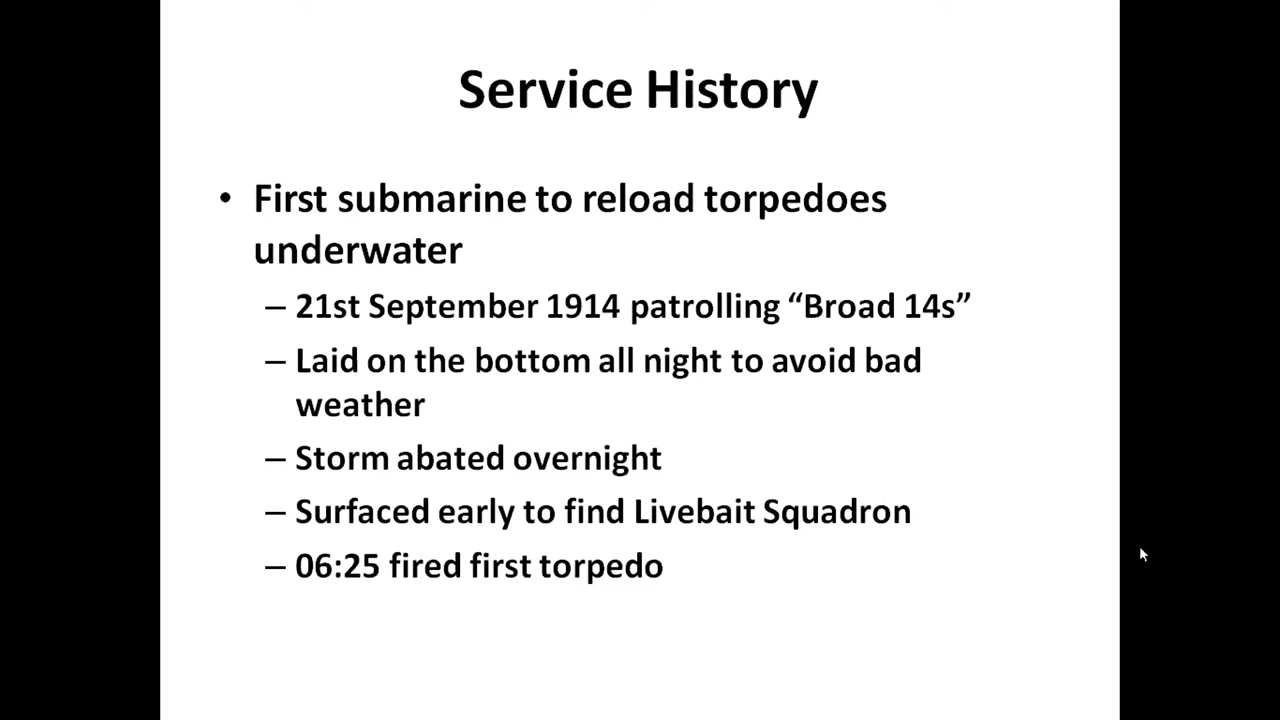 Service History
• First submarine to reload torpedoes
underwater
– 21st September 1914 patrolling “Broad 14s”
– Laid on the bottom all night to avoid bad
weather
– Storm abated overnight
– Surfaced early to find Livebait Squadron
– 06:25 fired first torpedo